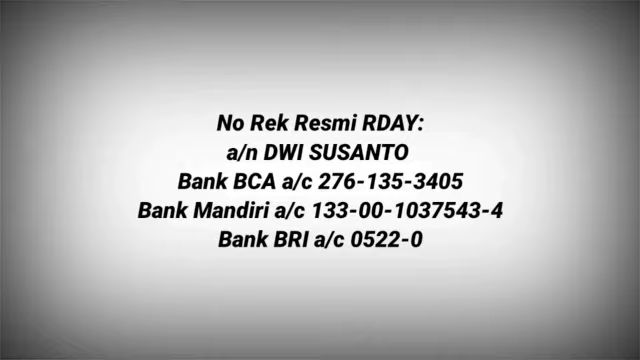 No Rek Resmi RDAY:
a/n DWI SUSANTO
Bank BCA a/c 276-135-3405
Bank Mandiri a/c 133-00-1037543-4
Bank BRI a/c 0522-0